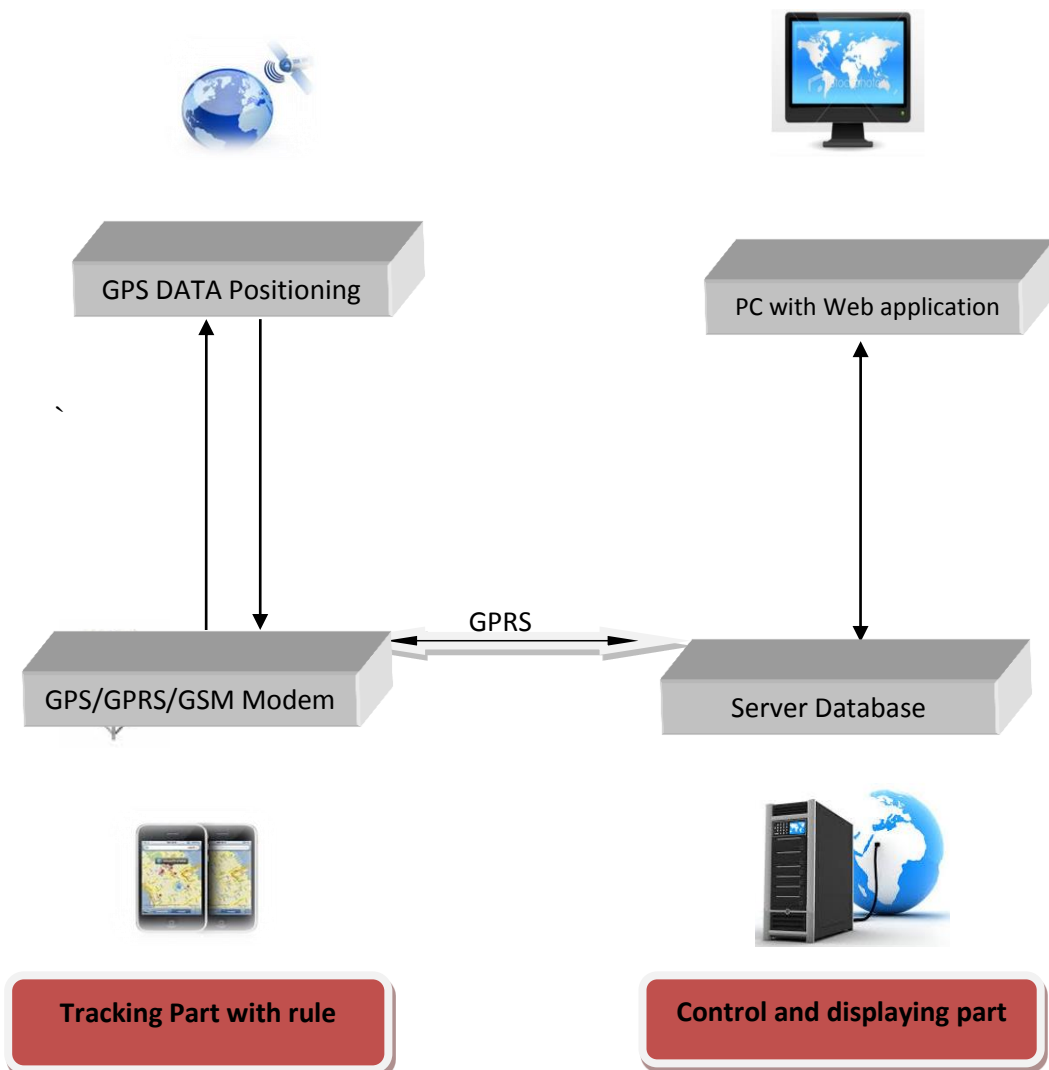 GPS DATA Positioning
PC with Web application
`
GPRS
GPS/GPRS/GSM Modem
Server Database
Tracking Part with rule
Control and displaying part